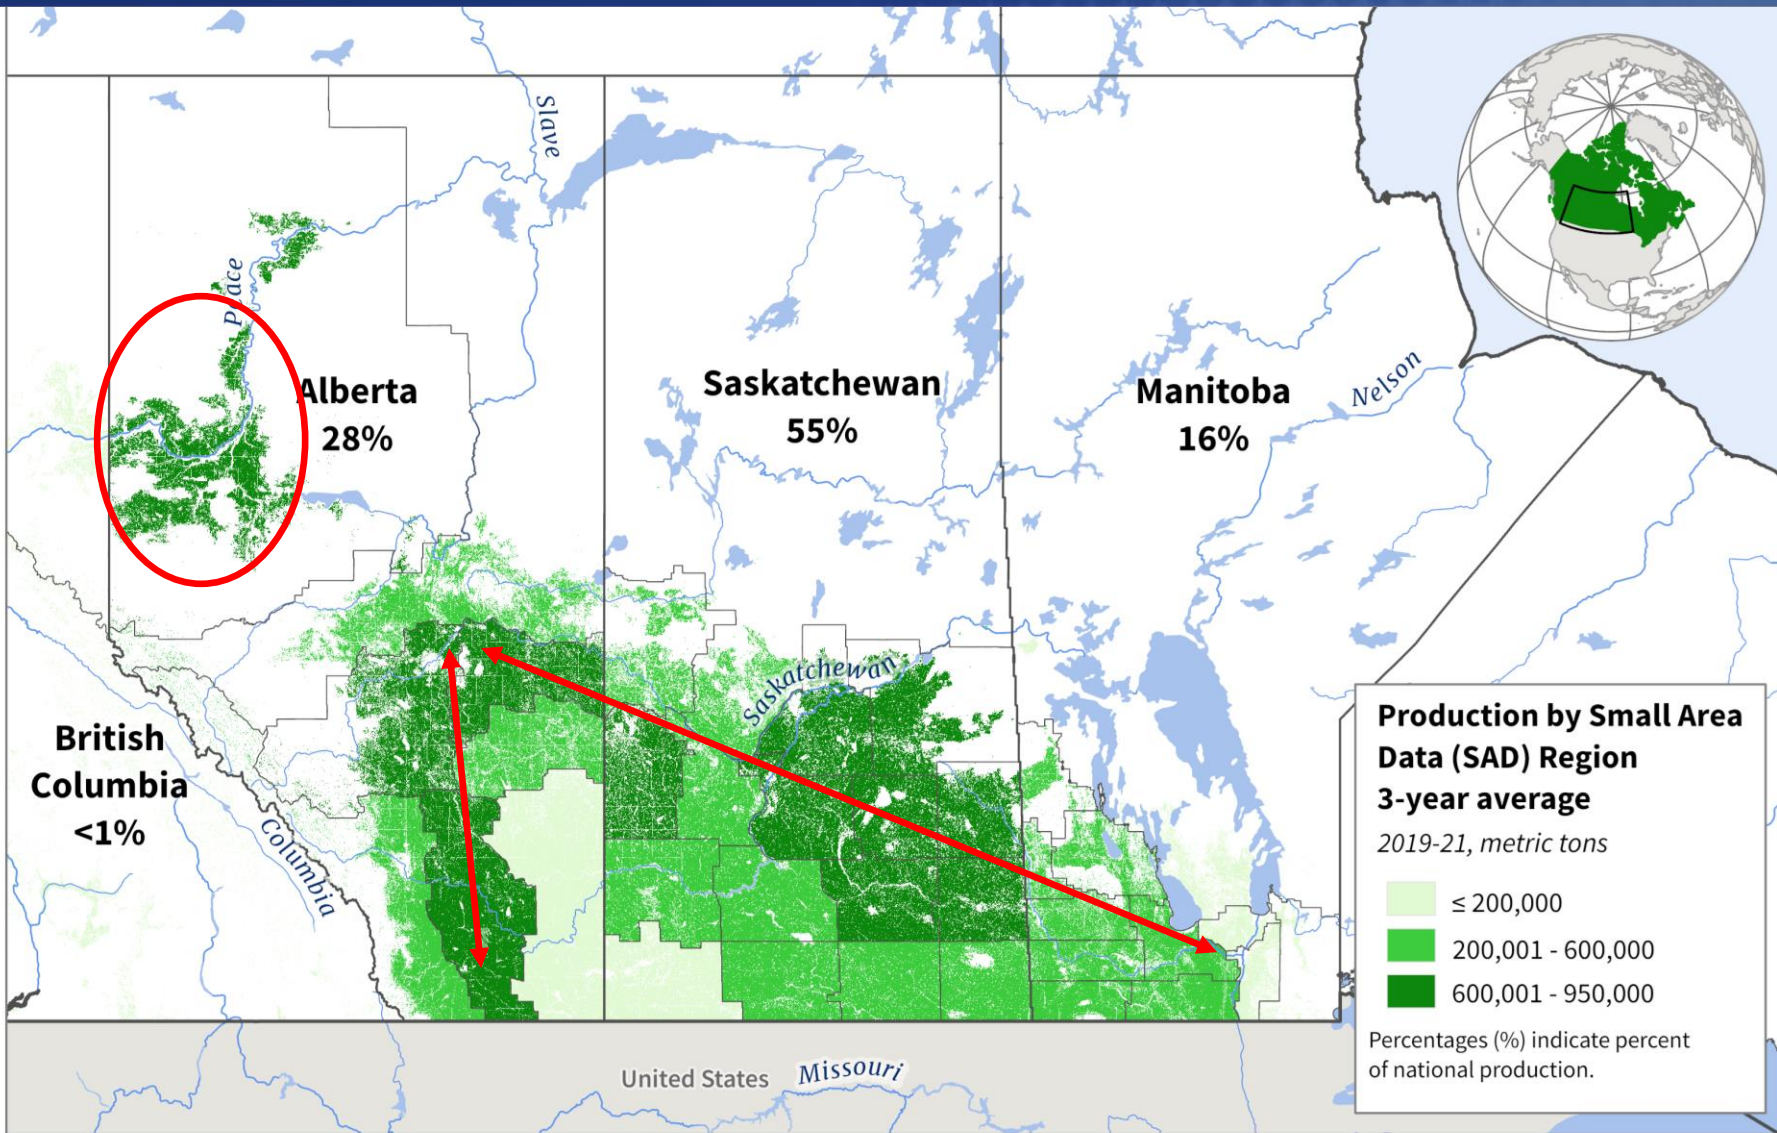 Slave
Peace
Alberta
28%
Saskatchewan
55%
Manitoba
16%
Nelson
Saskatchewan
British
Columbia
<1%
Columbia
United States
Missouri
Production by Small Area
Data (SAD) Region
3-year average
2019-21, metric tons
≤ 200,000
200,001 - 600,000
600,001 - 950,000
Percentages (%) indicate percent
of national production.